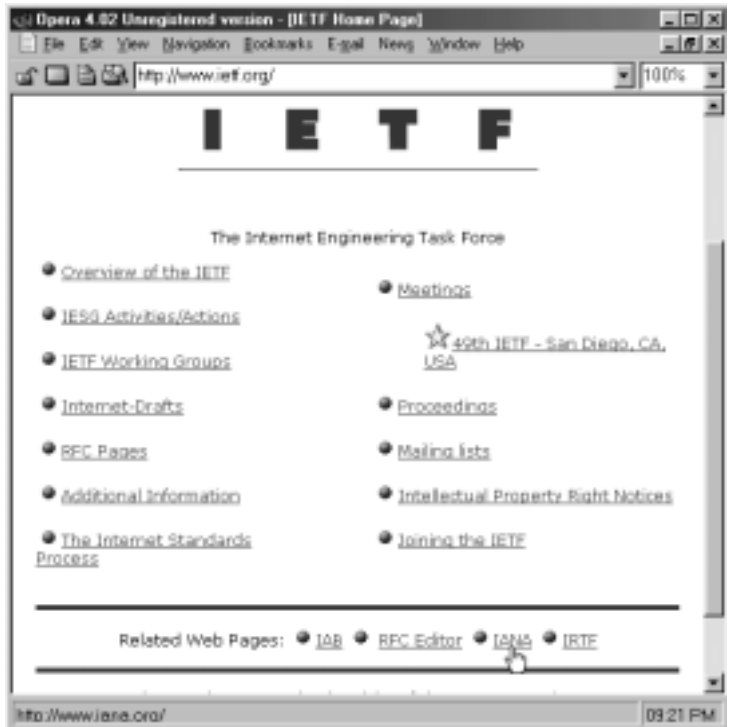 Opera 4.02 Unregistered version - [IETF Home Page]
File Edit View Navigation Bookmarks E-mail News Window Help
http://www.ietf.org/ 100%
I E T F
The Internet Engineering Task Force
Overview of the IETF
IESG Activities/Actions
IETF Working Groups
Internet-Drafts
RFC Pages
Additional Information
The Internet Standards
Process
Meetings
49th IETF - San Diego, CA,
USA
Proceedings
Mailing lists
Intellectual Property Right Notices
Joining the IETF
Related Web Pages: IAB RFC Editor IANA IRTF
http://www.iana.org/ 09:21 PM